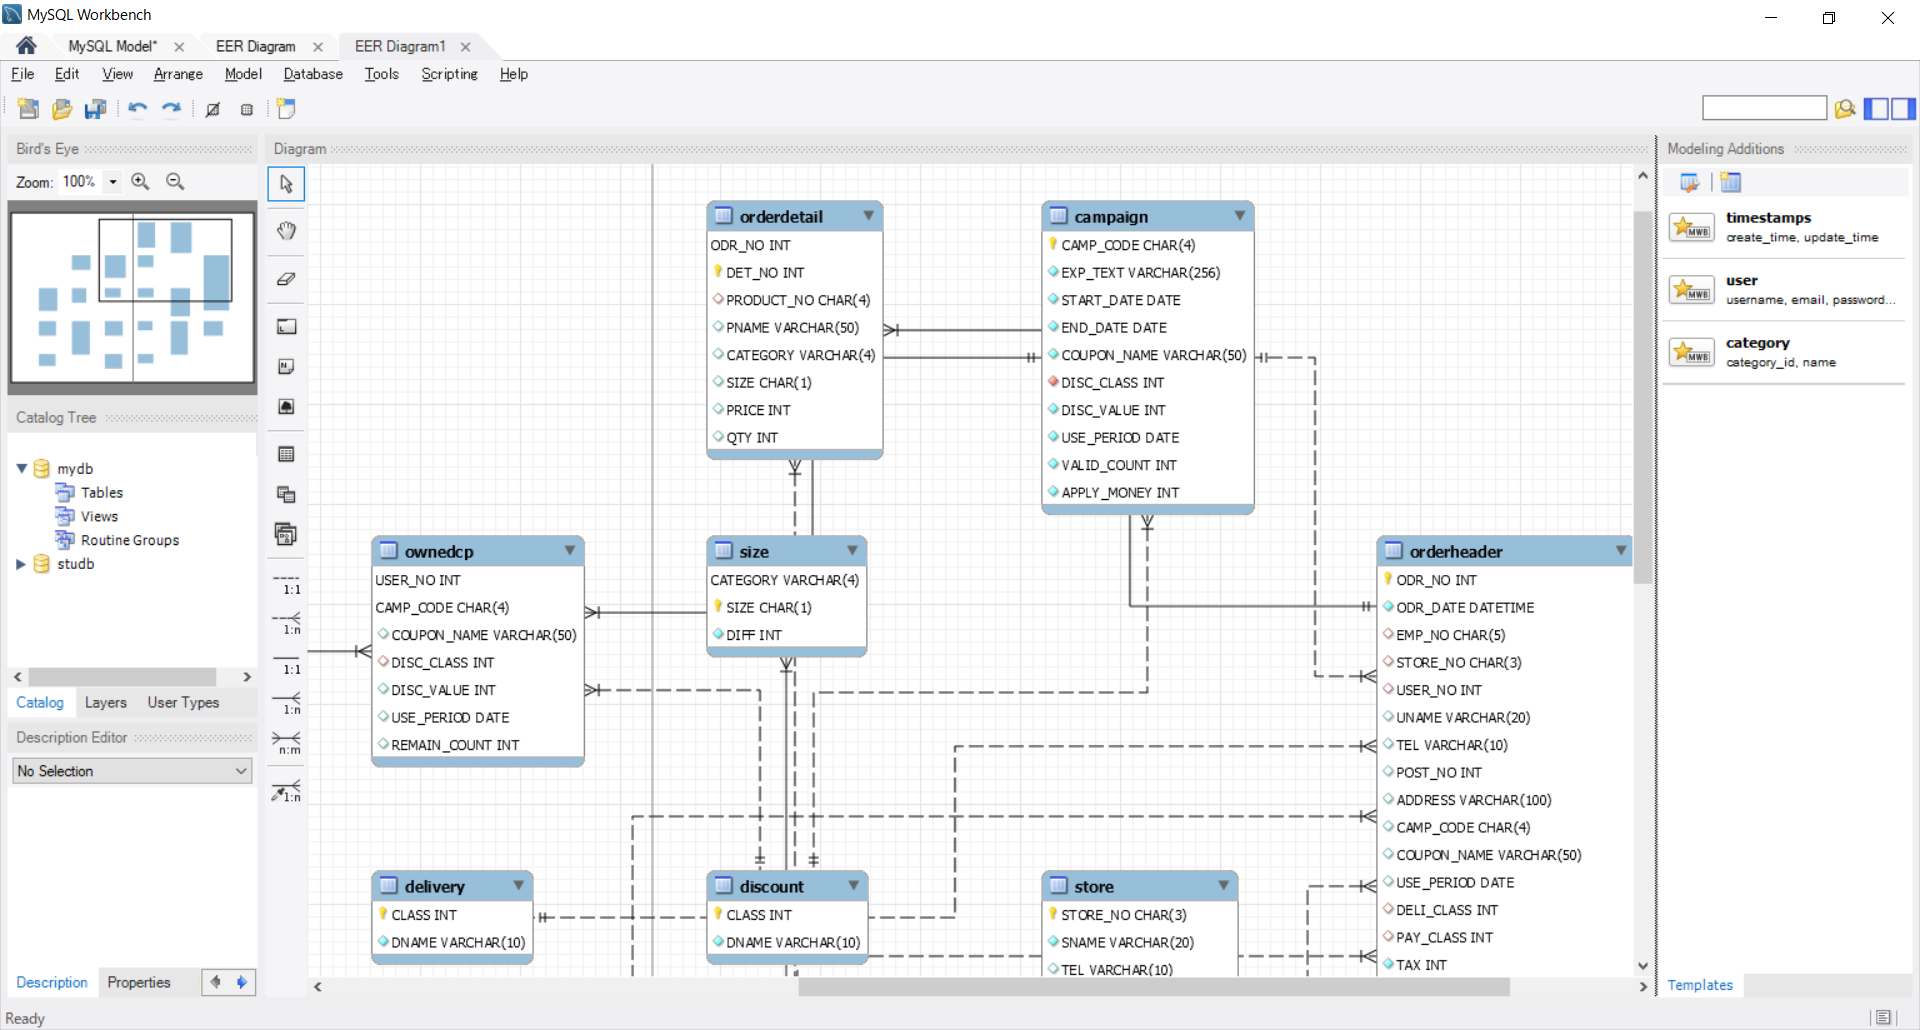 MySQL Workbench
MySQL Model*
EER Diagram
EER Diagram1
File Edit View Arrange Model Database Tools Scripting Help
Bird's Eye
Zoom: 100%
Catalog Tree
mydb
Tables
Views
Routine Groups
studb
Catalog Layers User Types
Description Editor
No Selection
Description Properties
Ready
Diagram
1:1
1:n
1:1
1:n
n:m
1:n
orderdetail
ODR_NO INT
DET_NO INT
PRODUCT_NO CHAR(4)
PNAME VARCHAR(50)
CATEGORY VARCHAR(4)
SIZE CHAR(1)
PRICE INT
QTY INT
campaign
CAMP_CODE CHAR(4)
EXP_TEXT VARCHAR(256)
START_DATE DATE
END_DATE DATE
COUPON_NAME VARCHAR(50)
DISC_CLASS INT
DISC_VALUE INT
USE_PERIOD DATE
VALID_COUNT INT
APPLY_MONEY INT
ownedcp
USER_NO INT
CAMP_CODE CHAR(4)
COUPON_NAME VARCHAR(50)
DISC_CLASS INT
DISC_VALUE INT
USE_PERIOD DATE
REMAIN_COUNT INT
size
CATEGORY VARCHAR(4)
SIZE CHAR(1)
DIFF INT
orderheader
ODR_NO INT
ODR_DATE DATETIME
EMP_NO CHAR(5)
STORE_NO CHAR(3)
USER_NO INT
UNAME VARCHAR(20)
TEL VARCHAR(10)
POST_NO INT
ADDRESS VARCHAR(100)
CAMP_CODE CHAR(4)
COUPON_NAME VARCHAR(50)
USE_PERIOD DATE
DELI_CLASS INT
PAY_CLASS INT
TAX INT
delivery
CLASS INT
DNAME VARCHAR(10)
discount
CLASS INT
DNAME VARCHAR(10)
store
STORE_NO CHAR(3)
SNAME VARCHAR(20)
TEL VARCHAR(10)
Modeling Additions
MWB
timestamps
create_time, update_time
MWB
user
username, email, password...
MWB
category
category_id, name
Templates